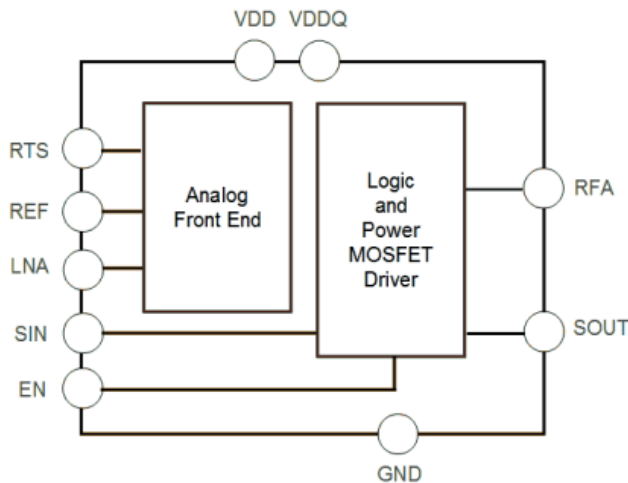 VDD VDDQ
RTS
REF
LNA
SIN
EN
Analog
Front End
Logic
and
Power
MOSFET
Driver
RFA
SOUT
GND